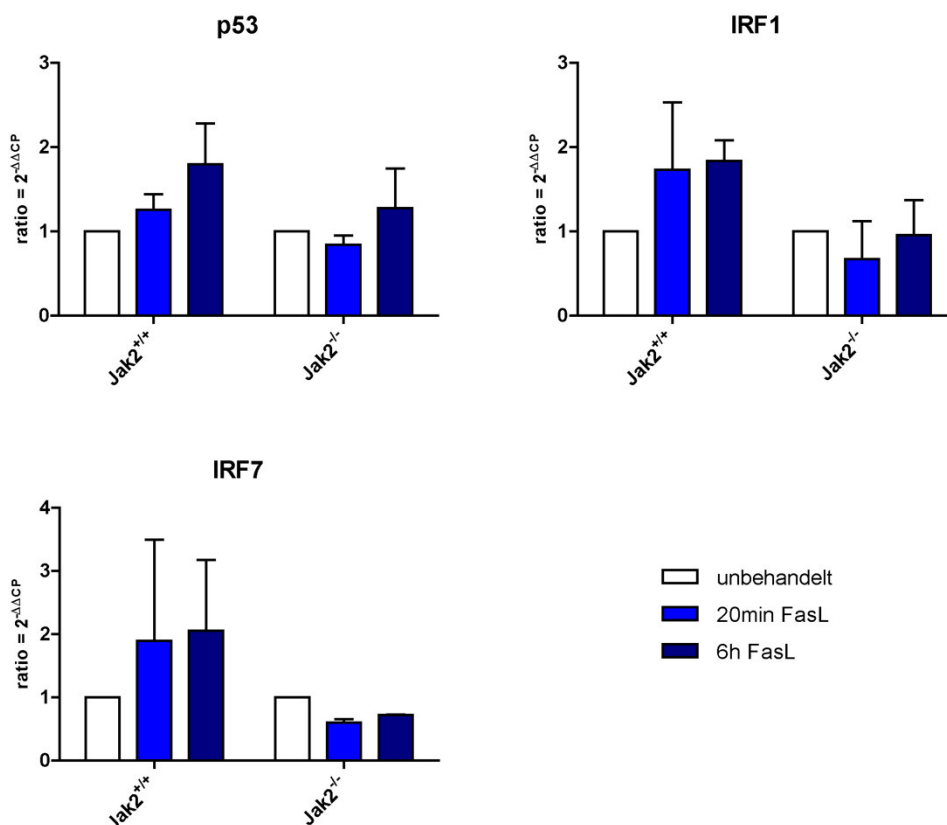 p53
3
2
1
0
ratio = 2^-ΔΔCP
Jak2^+/+
Jak2^-/-
IRF1
3
2
1
0
ratio = 2^-ΔΔCP
Jak2^+/+
Jak2^-/-
IRF7
4
3
2
1
0
ratio = 2^-ΔΔCP
Jak2^+/+
Jak2^-/-
unbehandelt
20min FasL
6h FasL